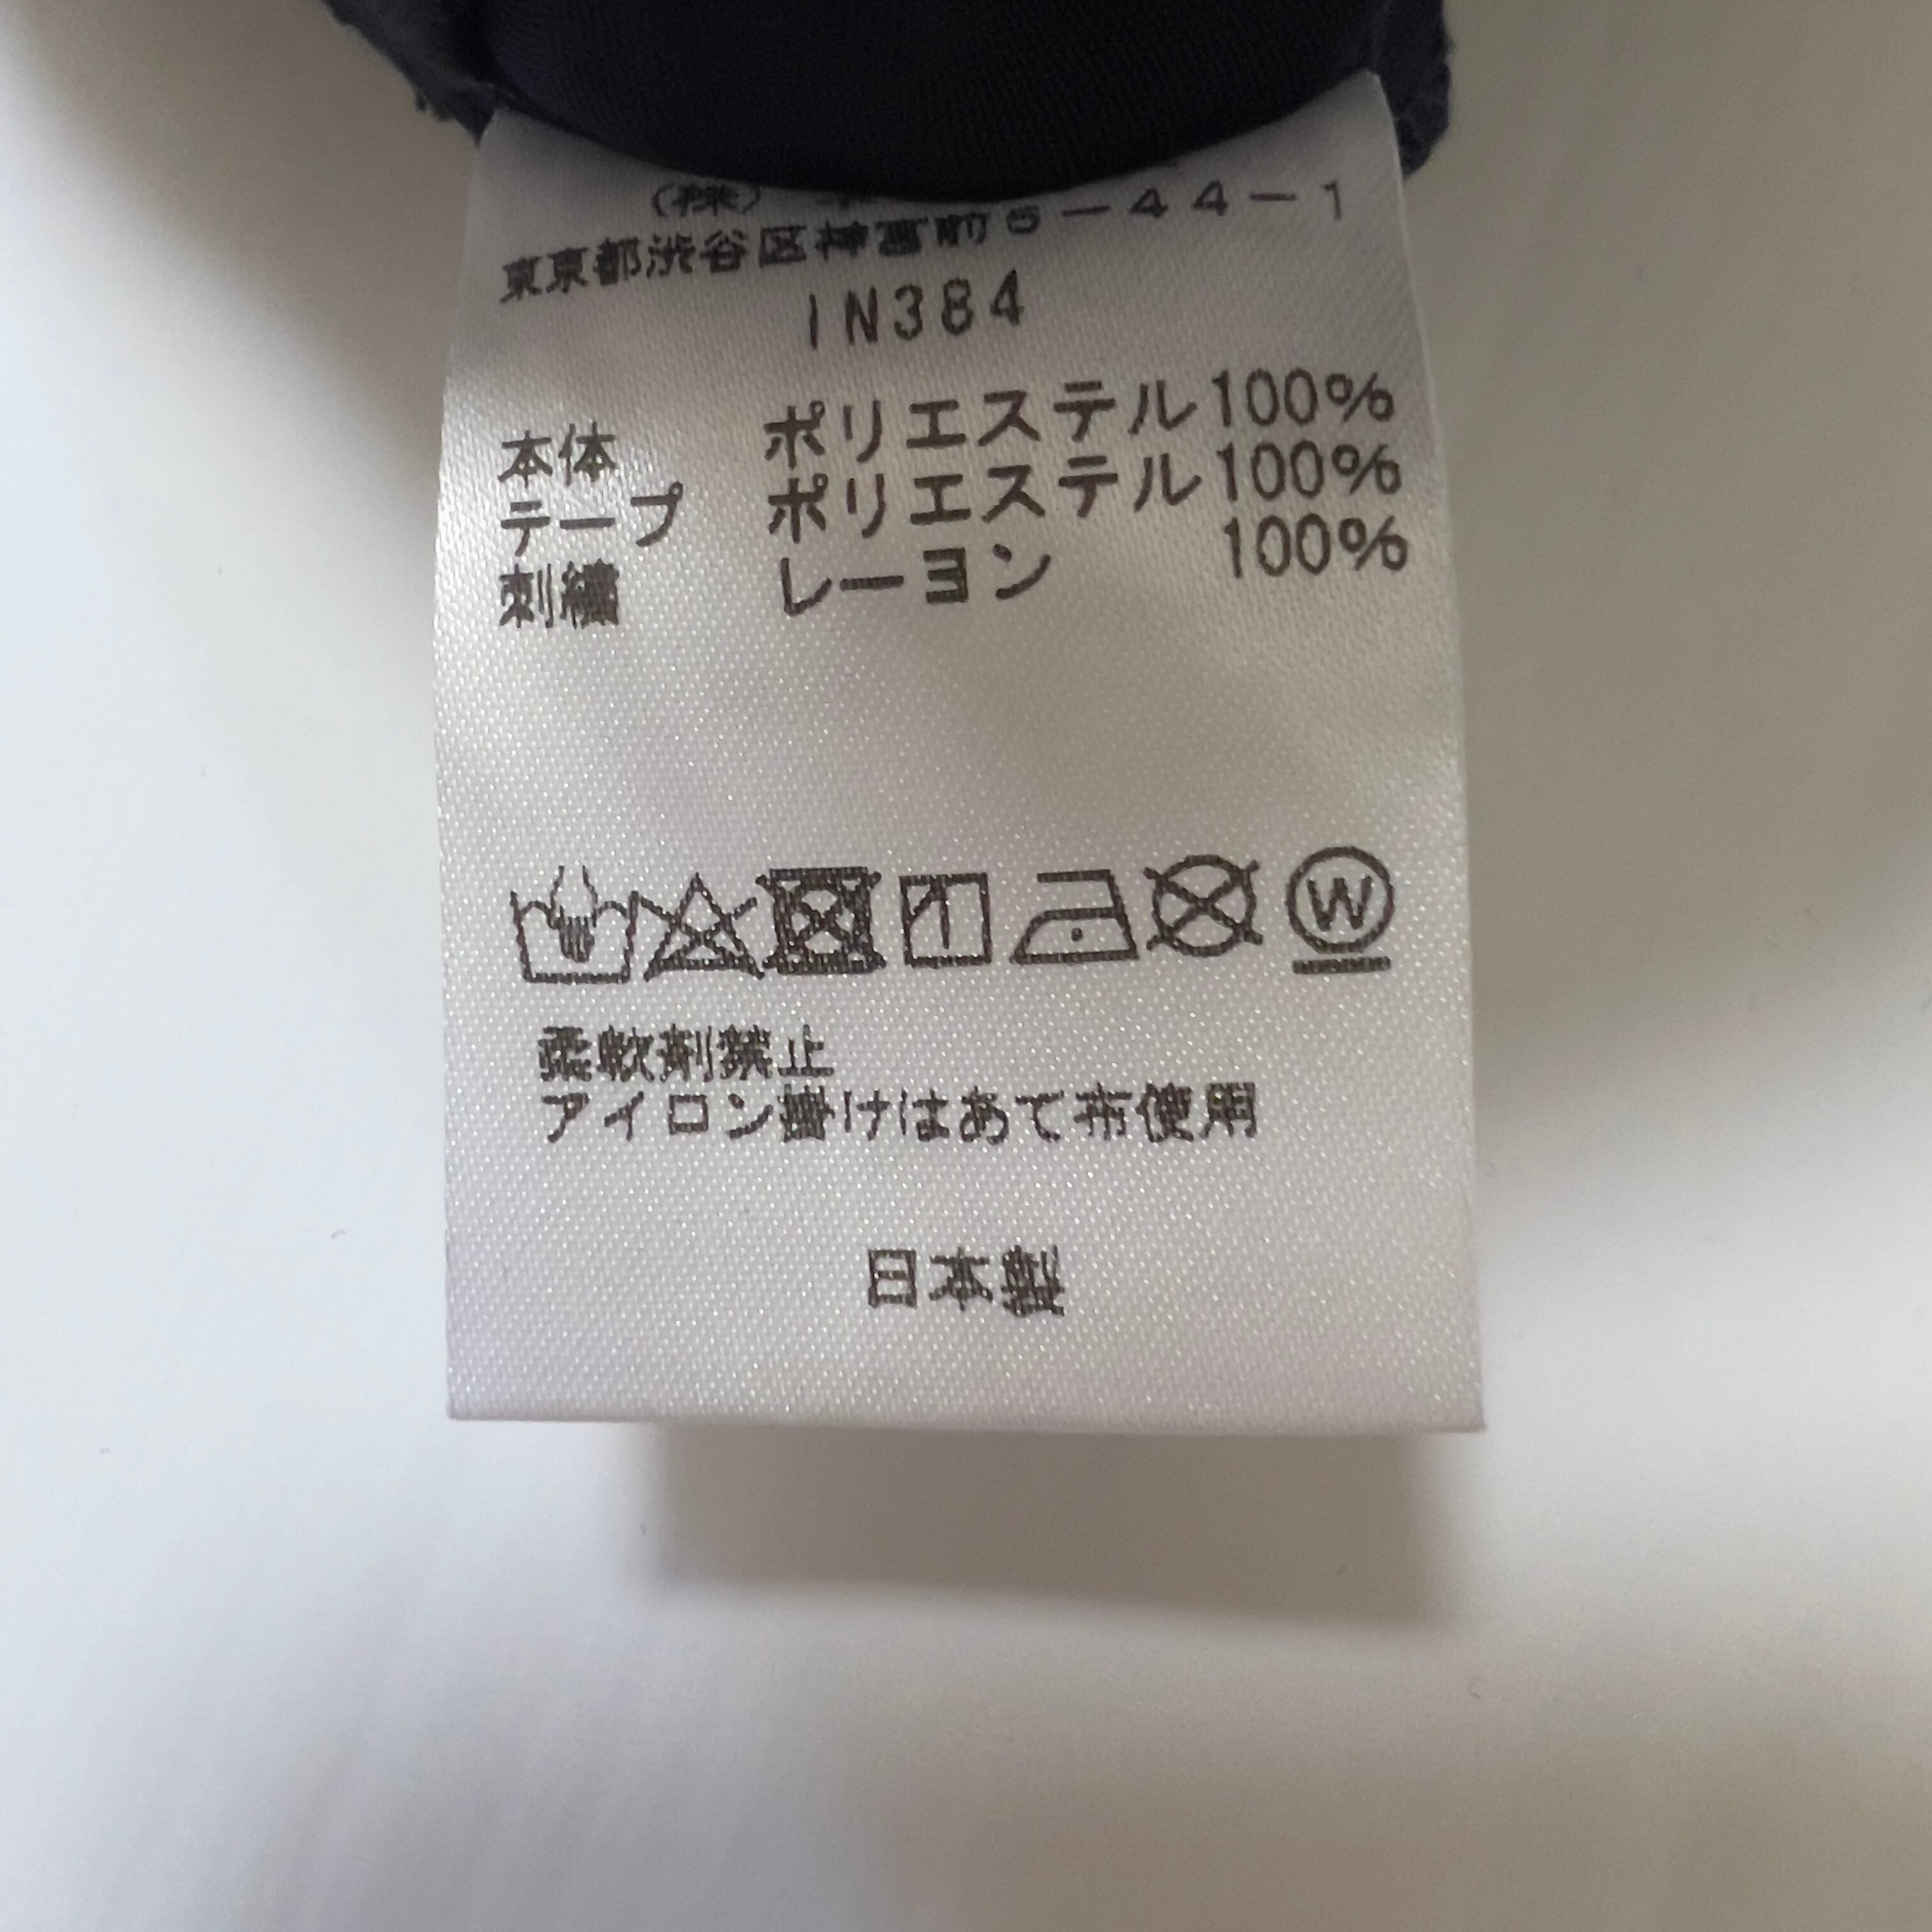 (株)
東京都渋谷区神宮前5－44－1
IN384
本体 ポリエステル100%
テープ ポリエステル100%
刺繍 レーヨン 100%
W
柔軟剤禁止
アイロン掛けはあて布使用
日本製